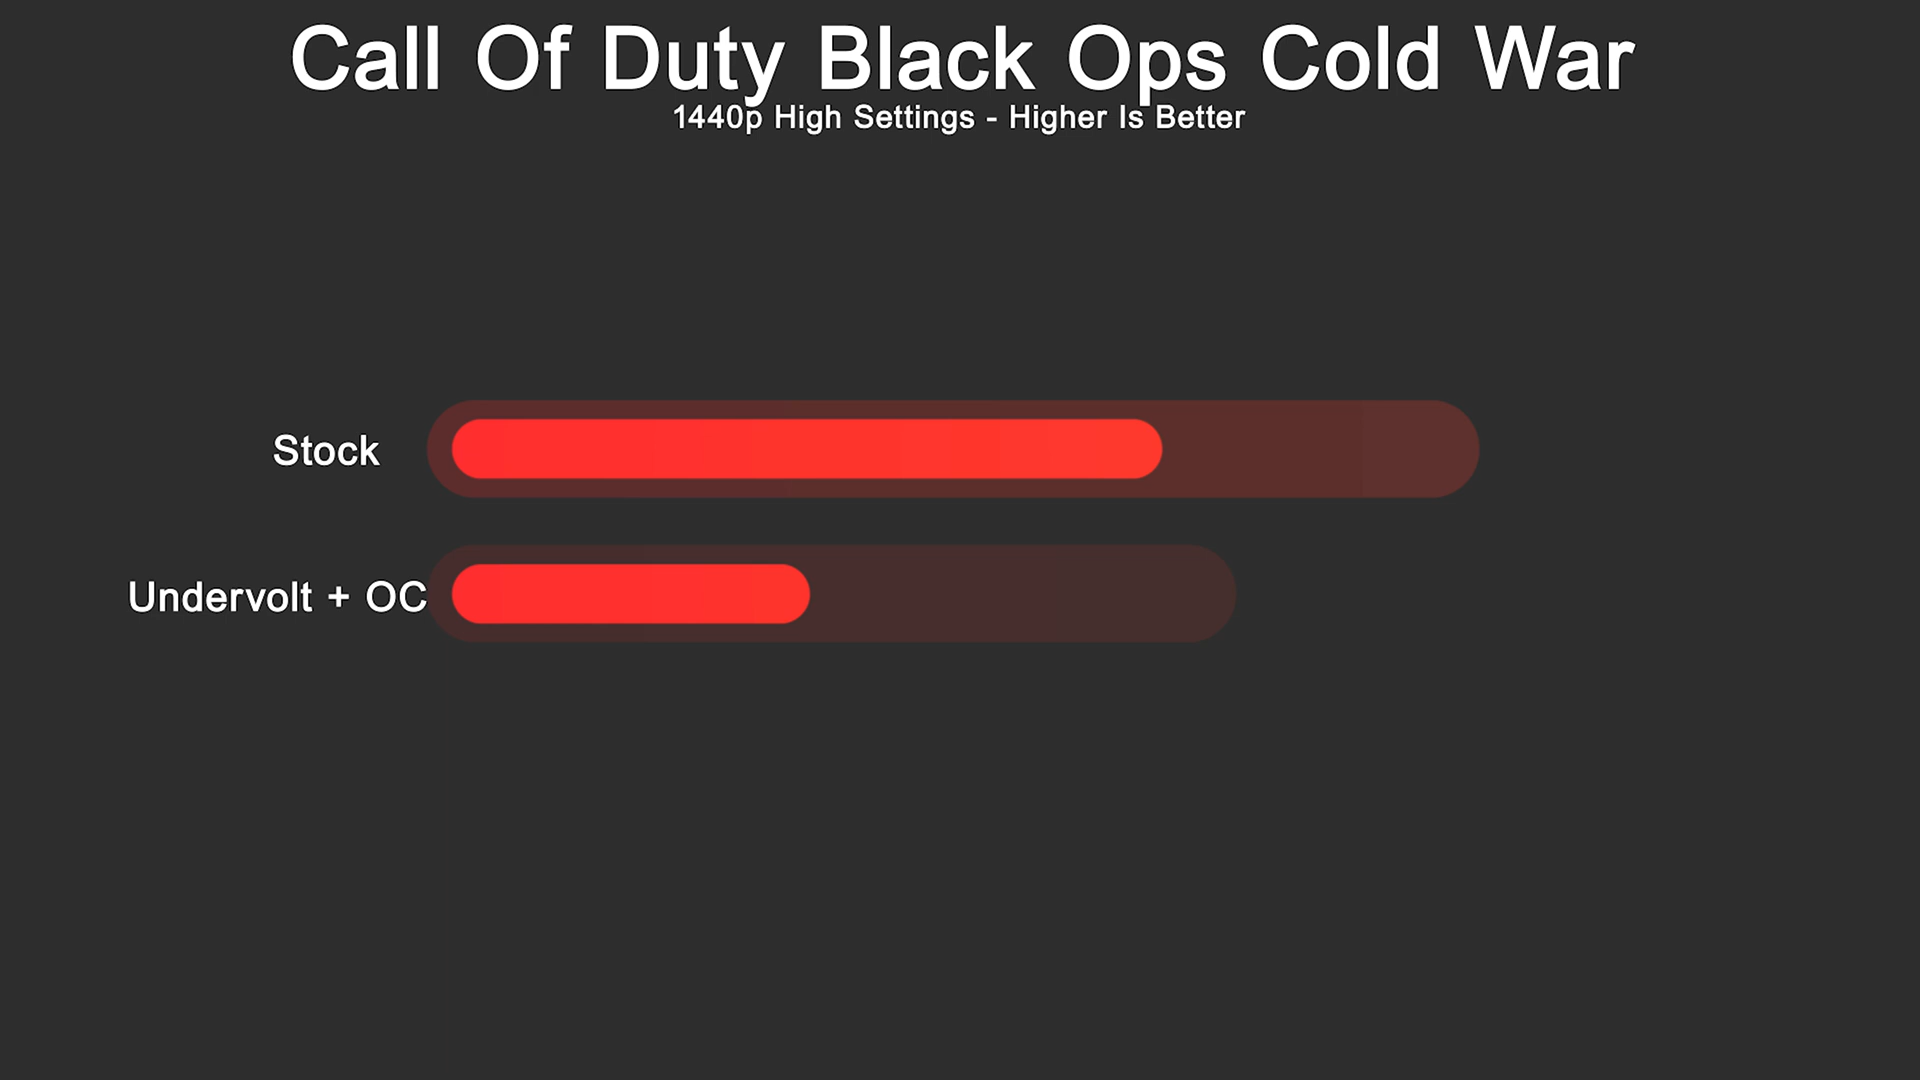 Call Of Duty Black Ops Cold War
1440p High Settings - Higher Is Better
Stock
Undervolt + OC